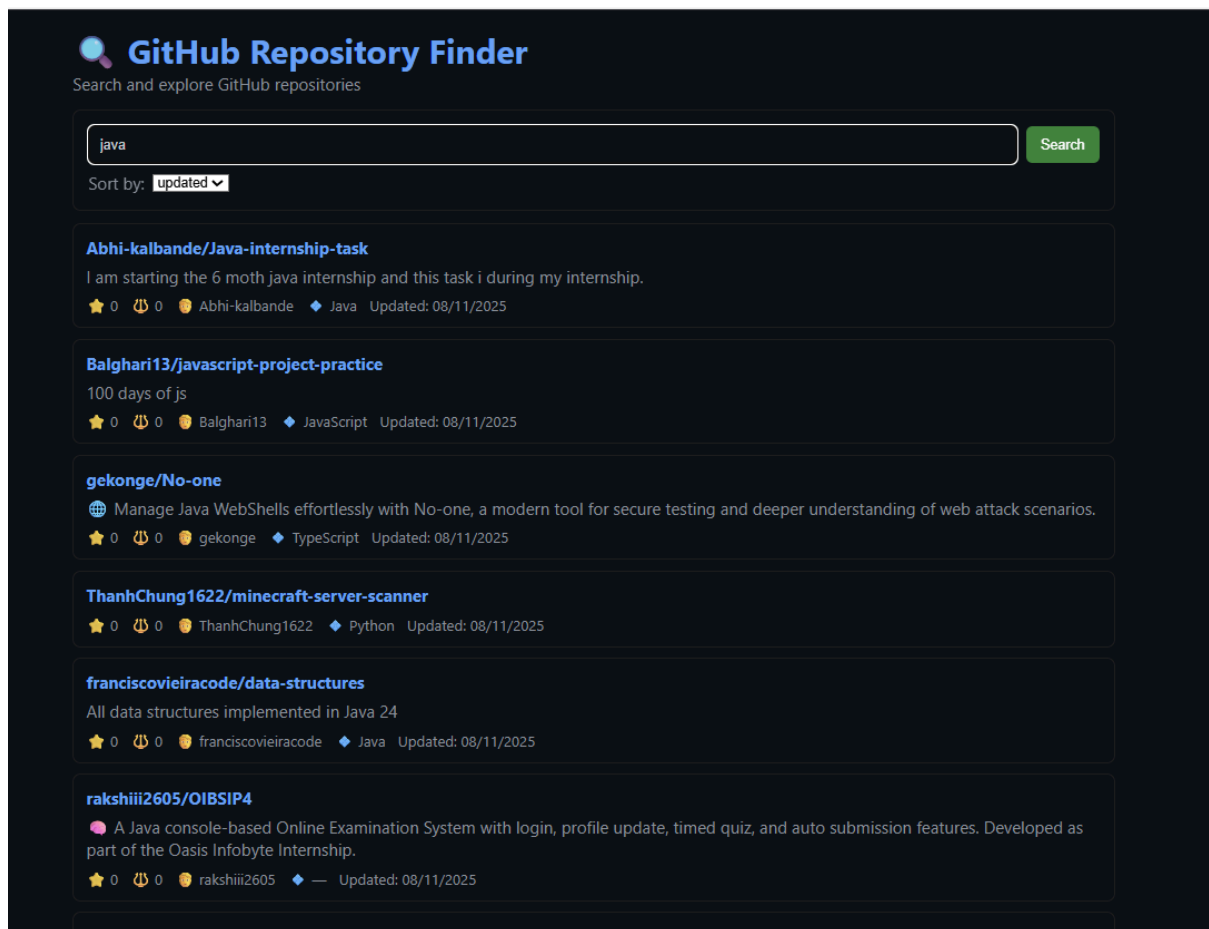 GitHub Repository Finder
Search and explore GitHub repositories
java
Search
Sort by: updated
Abhi-kalbande/Java-internship-task
I am starting the 6 moth java internship and this task i during my internship.
0 0 Abhi-kalbande Java Updated: 08/11/2025
Balghari13/javascript-project-practice
100 days of js
0 0 Balghari13 JavaScript Updated: 08/11/2025
gekonge/No-one
Manage Java WebShells effortlessly with No-one, a modern tool for secure testing and deeper understanding of web attack scenarios.
0 0 gekonge TypeScript Updated: 08/11/2025
ThanhChung1622/minecraft-server-scanner
0 0 ThanhChung1622 Python Updated: 08/11/2025
franciscovieiracode/data-structures
All data structures implemented in Java 24
0 0 franciscovieiracode Java Updated: 08/11/2025
rakshiii2605/OIBSIP4
A Java console-based Online Examination System with login, profile update, timed quiz, and auto submission features. Developed as
part of the Oasis Infobyte Internship.
0 0 rakshiii2605 — Updated: 08/11/2025